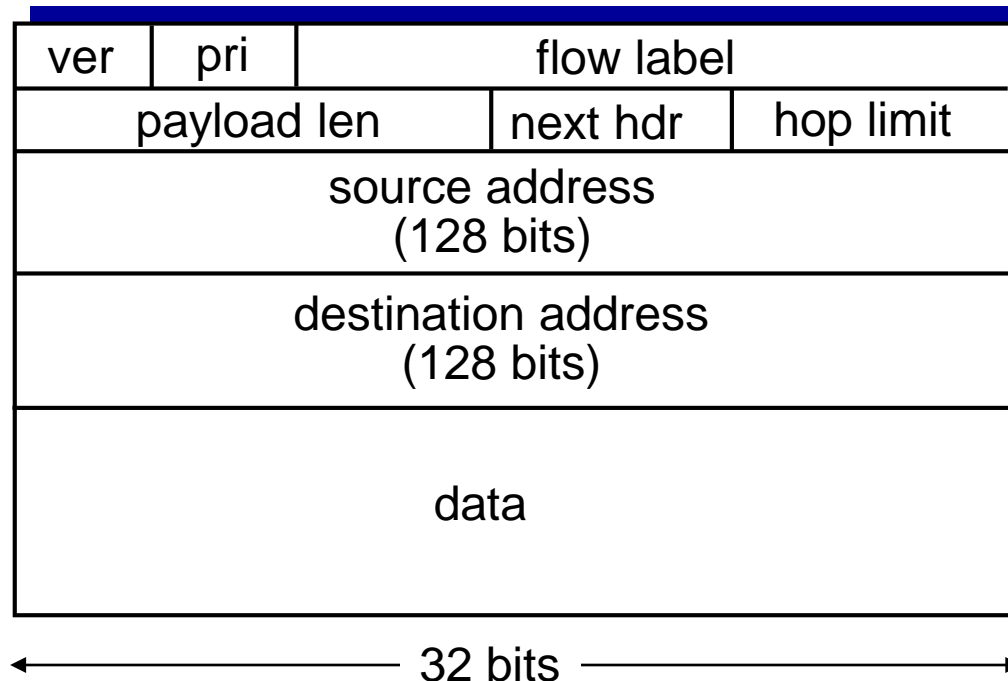 ver pri flow label
payload len next hdr hop limit
source address
(128 bits)
destination address
(128 bits)
data
32 bits